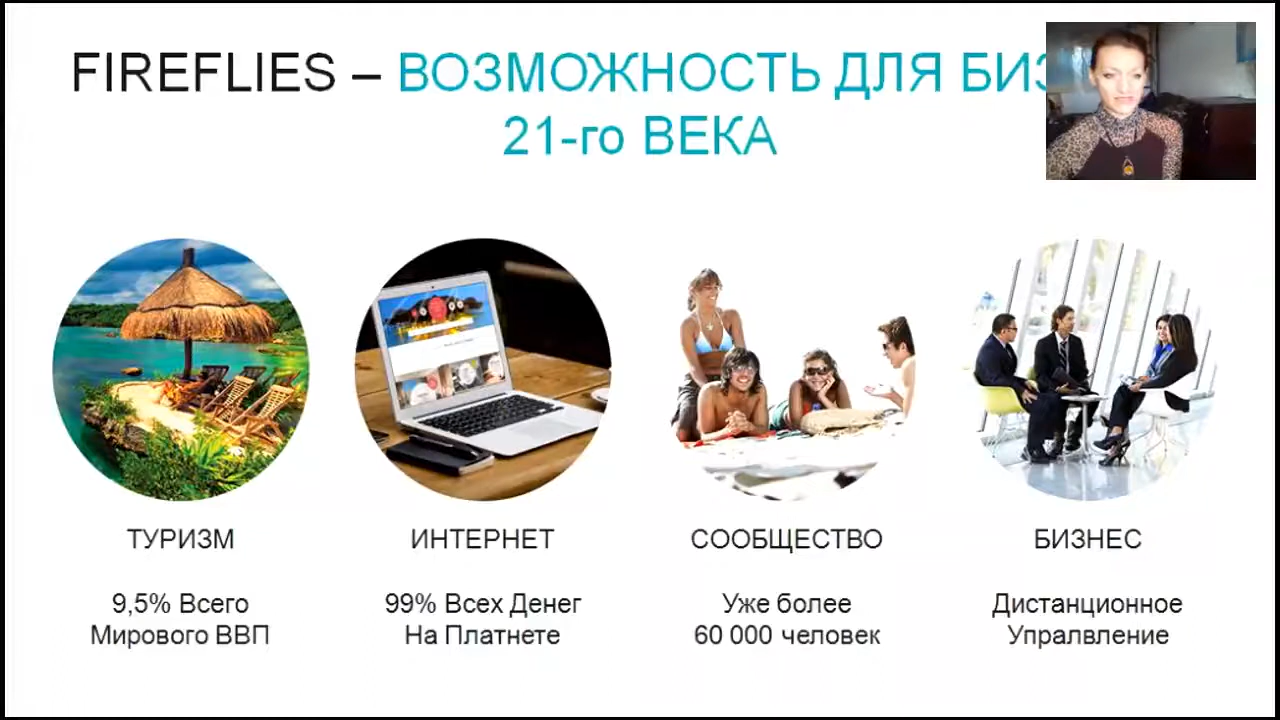 FIREFLIES – ВОЗМОЖНОСТЬ ДЛЯ БИЗ
21-го ВЕКА
ТУРИЗМ
ИНТЕРНЕТ
СООБЩЕСТВО
БИЗНЕС
9,5% Всего
Мирового ВВП
99% Всех Денег
На Платнете
Уже более
60 000 человек
Дистанционное
Упралвление